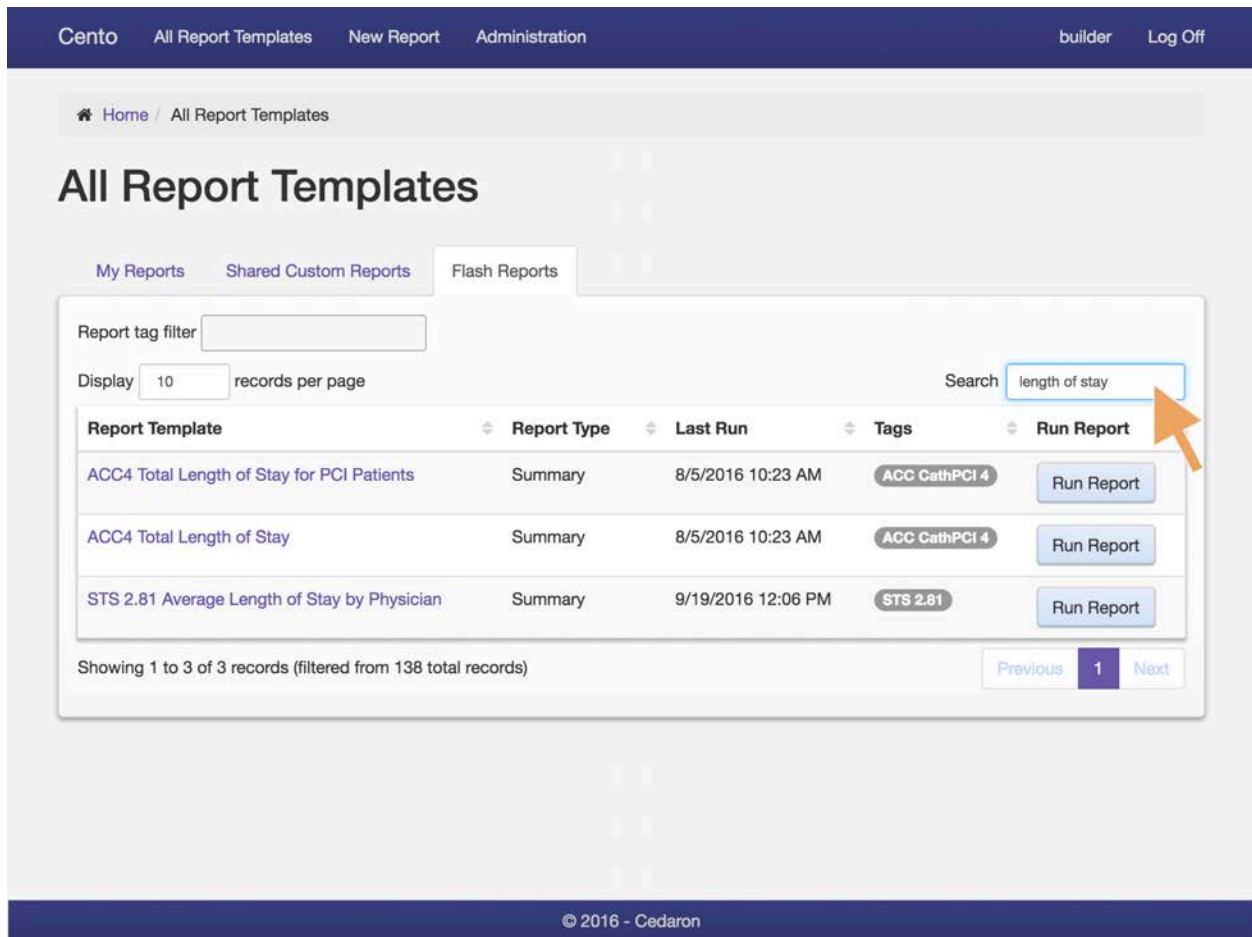 Cento All Report Templates New Report Administration builder Log Off
Home / All Report Templates
All Report Templates
My Reports Shared Custom Reports Flash Reports
Report tag filter
Display 10 records per page Search length of stay
Report Template Report Type Last Run Tags Run Report
ACC4 Total Length of Stay for PCI Patients Summary 8/5/2016 10:23 AM ACC CathPCI 4 Run Report
ACC4 Total Length of Stay Summary 8/5/2016 10:23 AM ACC CathPCI 4 Run Report
STS 2.81 Average Length of Stay by Physician Summary 9/19/2016 12:06 PM STS 2.81 Run Report
Showing 1 to 3 of 3 records (filtered from 138 total records) Previous 1 Next
© 2016 - Cedaron